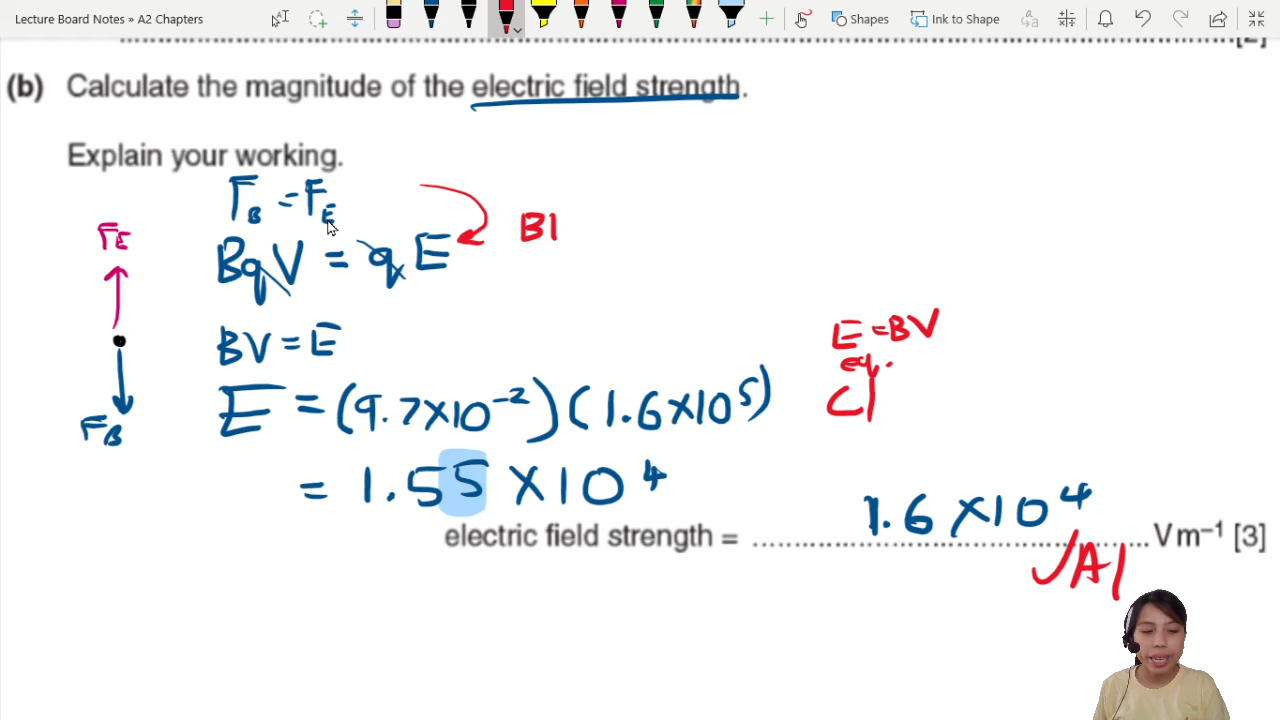 Lecture Board Notes » A2 Chapters
Shapes
Ink to Shape
[2]
(b) Calculate the magnitude of the electric field strength.
Explain your working.
F_B = F_E
F_E
BqV = qE
B1
BV = E
E = BV
eq.
C1
E = (9.7×10^-2)(1.6×10^5)
F_B
= 1.55 × 10^4
1.6 × 10^4
electric field strength = .................................................. V m⁻¹ [3]
✓A1